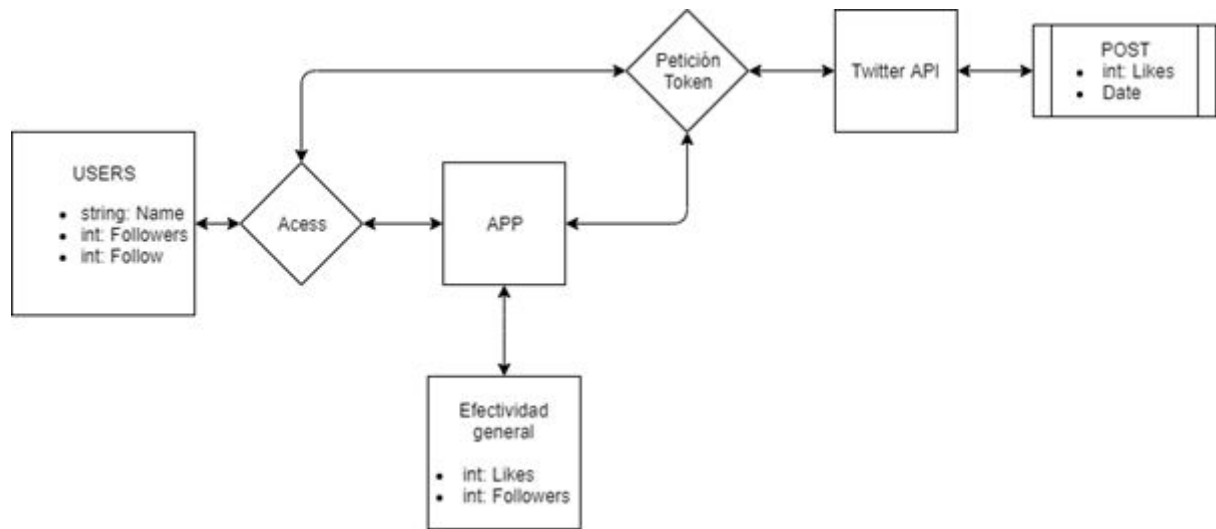 USERS
• string: Name
• int: Followers
• int: Follow
Acess
APP
Efectividad
general
• int: Likes
• int: Followers
Petición
Token
Twitter API
POST
• int: Likes
• Date